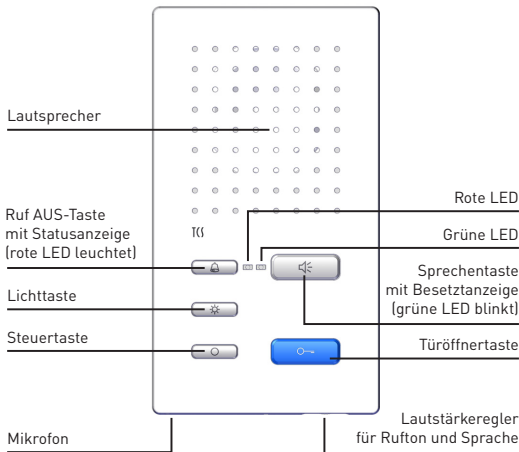 Lautsprecher
Ruf AUS-Taste
mit Statusanzeige
(rote LED leuchtet)
Lichttaste
Steuertaste
Mikrofon
TCS
Rote LED
Grüne LED
Sprechentaste
mit Besetztanzeige
(grüne LED blinkt)
Türöffnertaste
Lautstärkeregler
für Rufton und Sprache